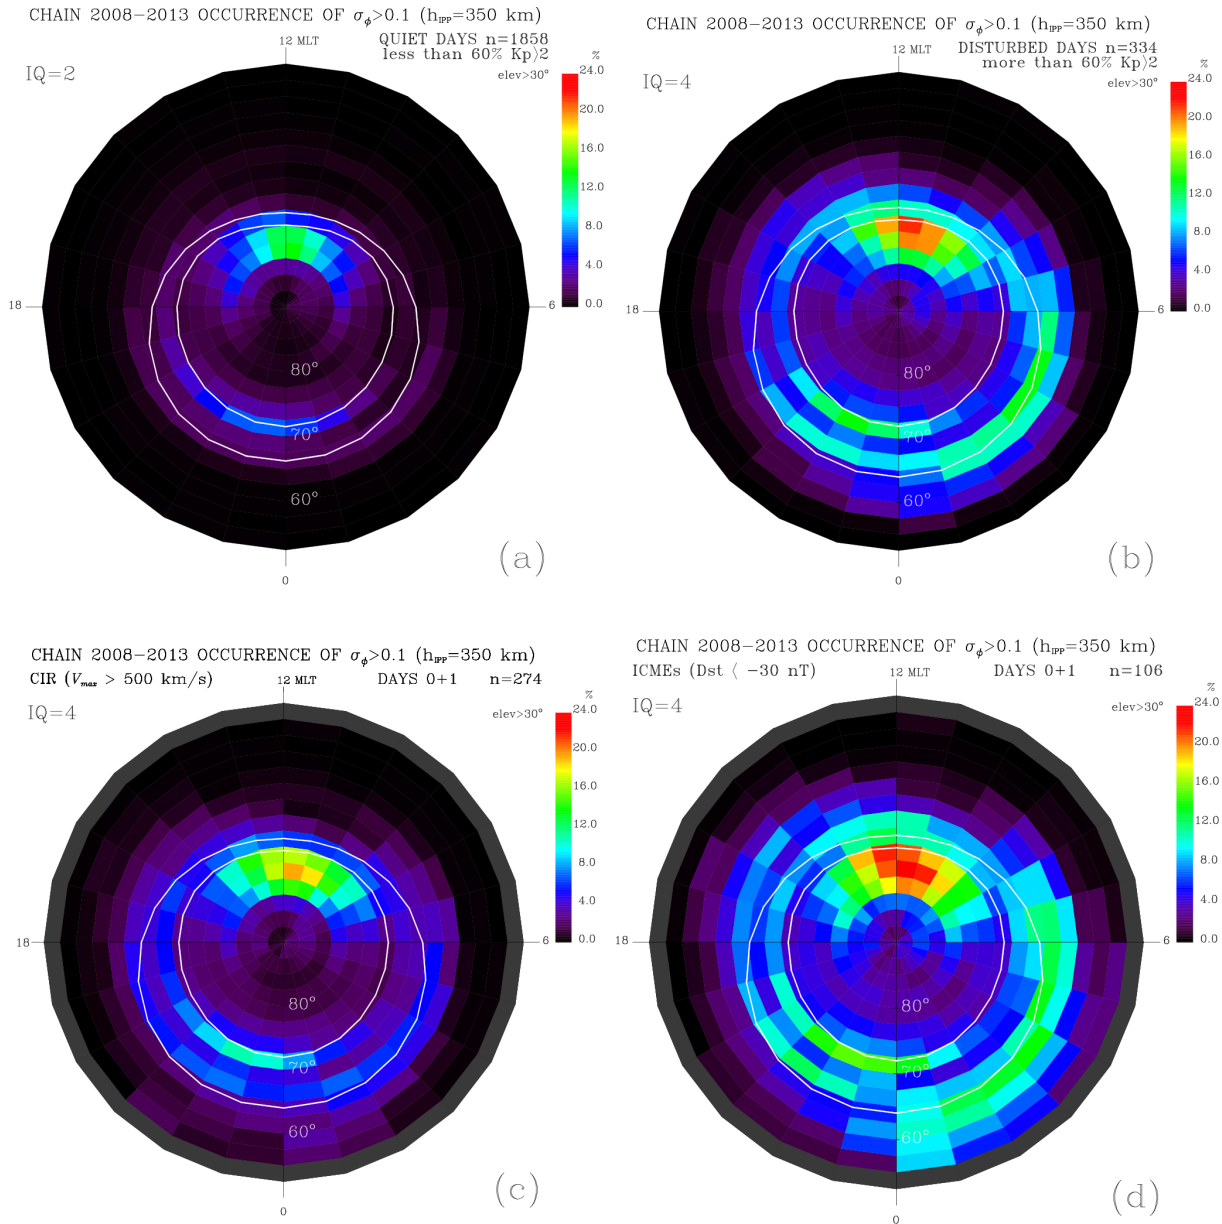 CHAIN 2008−2013 OCCURRENCE OF σϕ>0.1 (hIPP=350 km)
QUIET DAYS n=1858
less than 60% Kp⟩2
12 MLT
%
IQ=2
elev>30°
24.0
20.0
16.0
12.0
8.0
4.0
0.0
18
6
80°
70°
60°
0
(a)
CHAIN 2008−2013 OCCURRENCE OF σϕ>0.1 (hIPP=350 km)
12 MLT
DISTURBED DAYS n=334
more than 60% Kp⟩2
%
IQ=4
elev>30°
24.0
20.0
16.0
12.0
8.0
4.0
0.0
18
6
80°
70°
60°
0
(b)
CHAIN 2008−2013 OCCURRENCE OF σϕ>0.1 (hIPP=350 km)
CIR (Vmax > 500 km/s)
12 MLT
DAYS 0+1 n=274
%
IQ=4
elev>30°
24.0
20.0
16.0
12.0
8.0
4.0
0.0
18
6
80°
70°
60°
0
(c)
CHAIN 2008−2013 OCCURRENCE OF σϕ>0.1 (hIPP=350 km)
ICMEs (Dst ⟨ −30 nT)
12 MLT
DAYS 0+1 n=106
%
IQ=4
elev>30°
24.0
20.0
16.0
12.0
8.0
4.0
0.0
18
6
80°
70°
60°
0
(d)